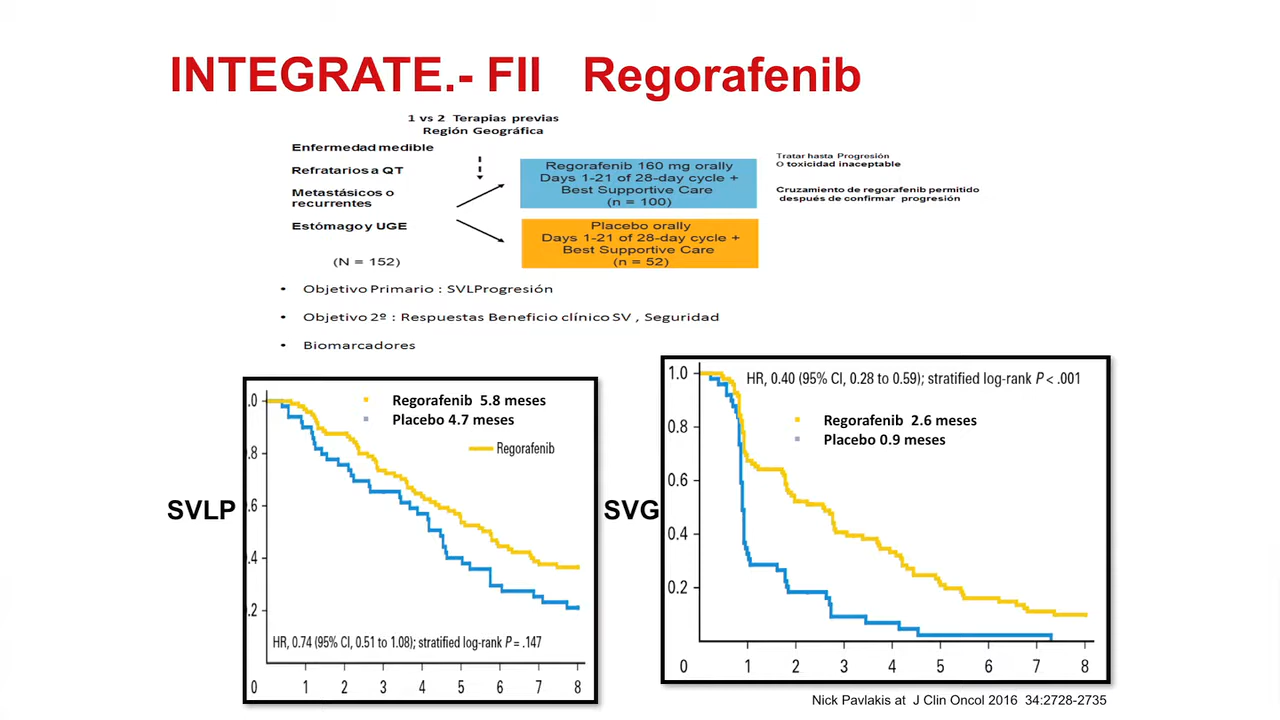 INTEGRATE.- FII Regorafenib
1 vs 2 Terapias previas
Región Geográfica
Enfermedad medible
Refratarios a QT
Metastásicos o
recurrentes
Estómago y UGE
(N = 152)
Regorafenib 160 mg orally
Days 1-21 of 28-day cycle +
Best Supportive Care
(n = 100)
Placebo orally
Days 1-21 of 28-day cycle +
Best Supportive Care
(n = 52)
Tratar hasta Progresión
O toxicidad inaceptable
Cruzamiento de regorafenib permitido
después de confirmar progresión
• Objetivo Primario : SVLProgresión
• Objetivo 2º : Respuestas Beneficio clínico SV , Seguridad
• Biomarcadores
SVLP
.0
.8
.6
.4
.2
Regorafenib 5.8 meses
Placebo 4.7 meses
Regorafenib
HR, 0.74 (95% CI, 0.51 to 1.08); stratified log-rank P = .147
0 1 2 3 4 5 6 7 8
SVG
1.0
0.8
0.6
0.4
0.2
HR, 0.40 (95% CI, 0.28 to 0.59); stratified log-rank P < .001
Regorafenib 2.6 meses
Placebo 0.9 meses
0 1 2 3 4 5 6 7 8
Nick Pavlakis at J Clin Oncol 2016 34:2728-2735